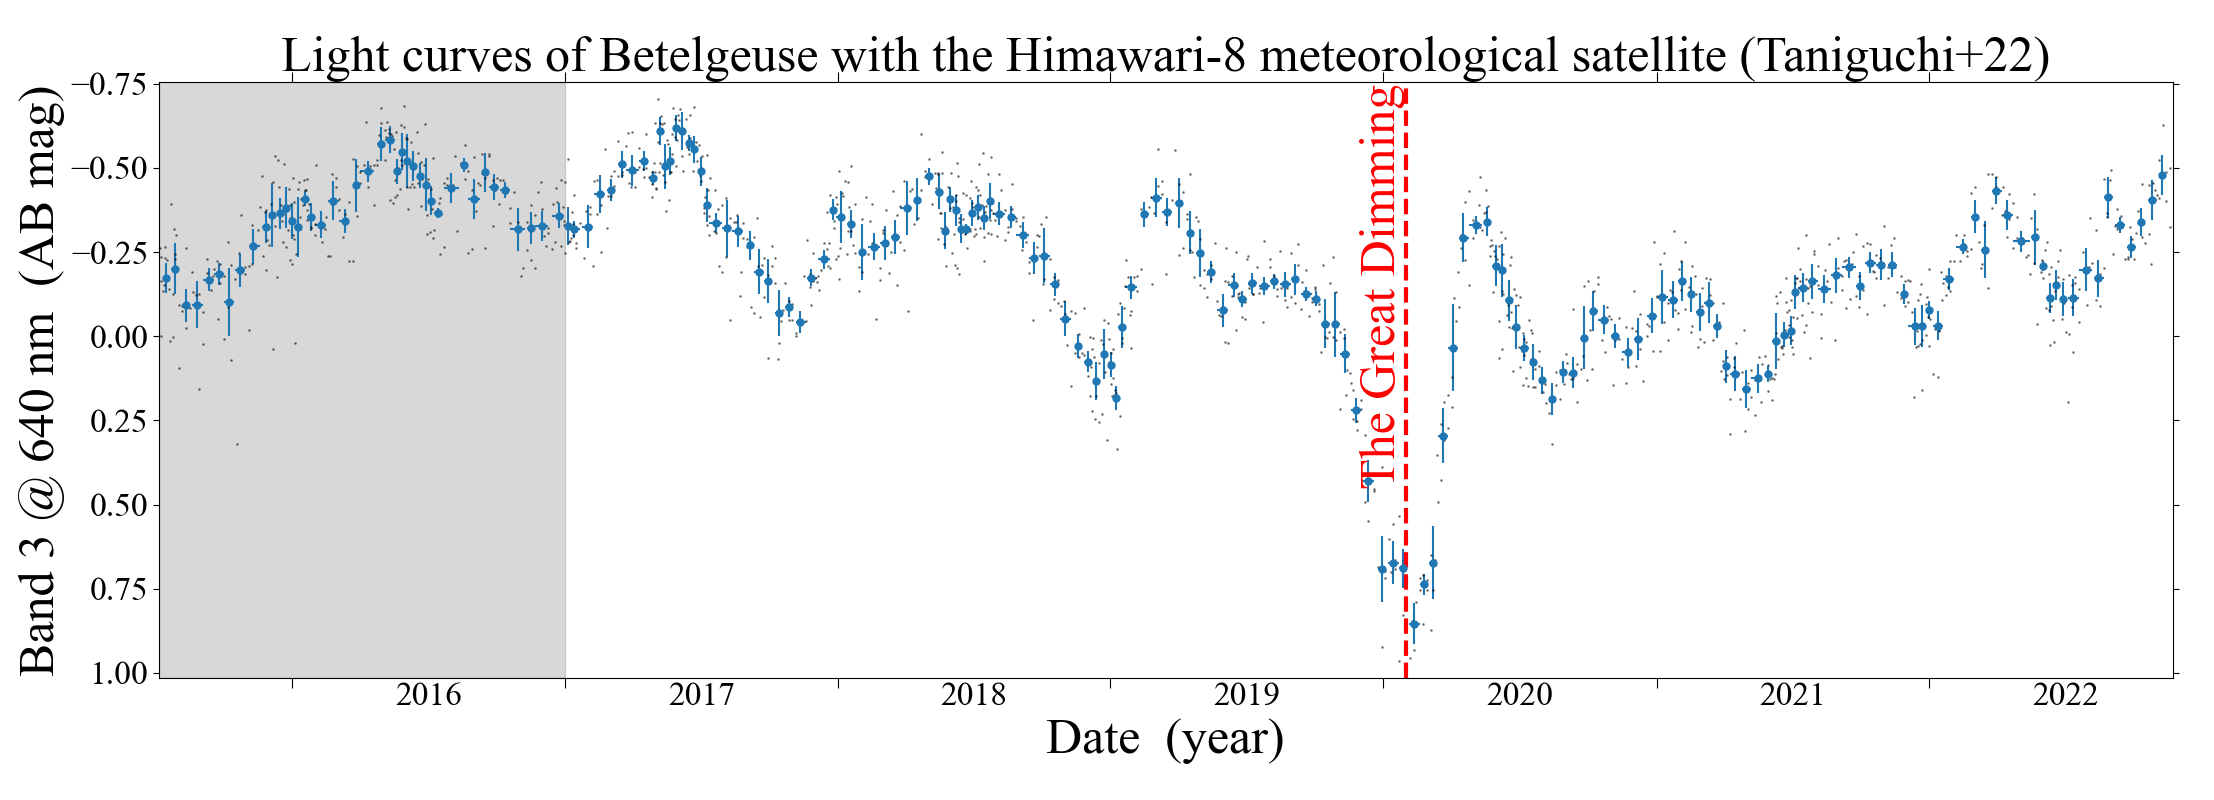 Light curves of Betelgeuse with the Himawari-8 meteorological satellite (Taniguchi+22)
Band 3 @ 640 nm (AB mag)
−0.75
−0.50
−0.25
0.00
0.25
0.50
0.75
1.00
The Great Dimming
2016 2017 2018 2019 2020 2021 2022
Date (year)